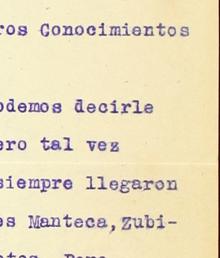 ros Conocimientos
odemos decirle
ero tal vez
siempre llegaron
es Manteca,Zubi-